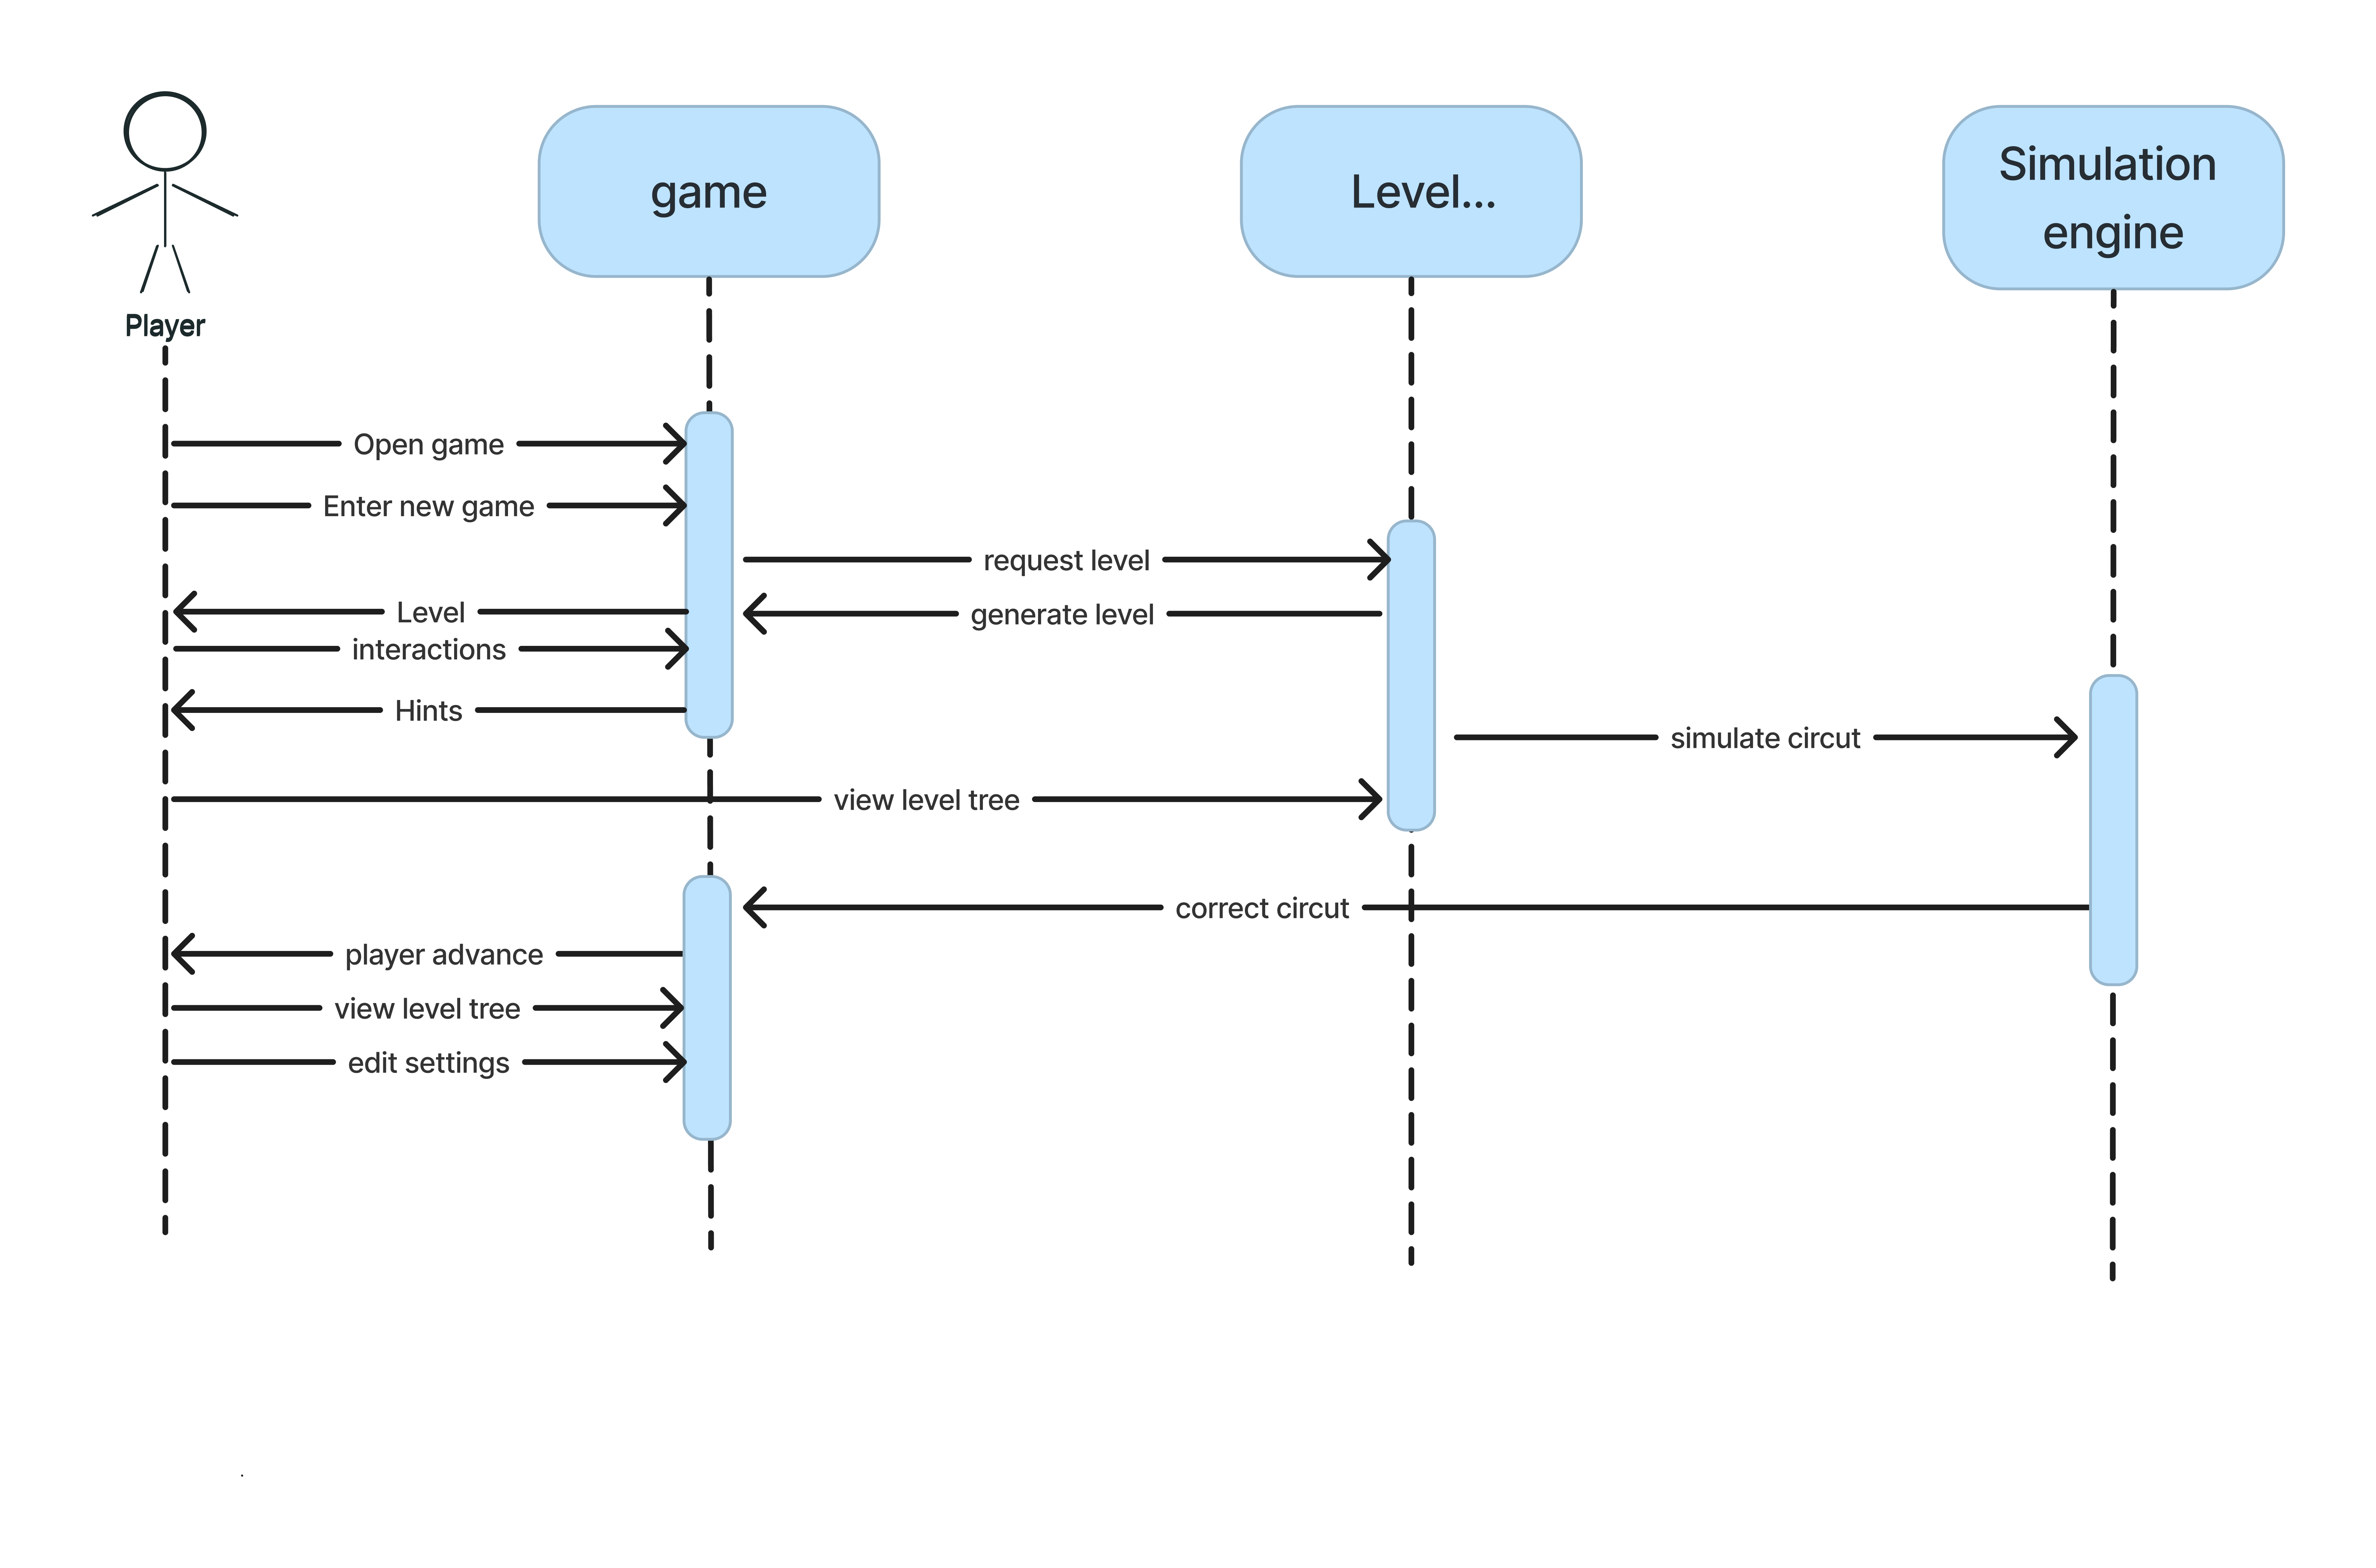 game
Level...
Simulation
engine
Player
Open game
Enter new game
request level
Level
generate level
interactions
Hints
simulate circut
view level tree
correct circut
player advance
view level tree
edit settings